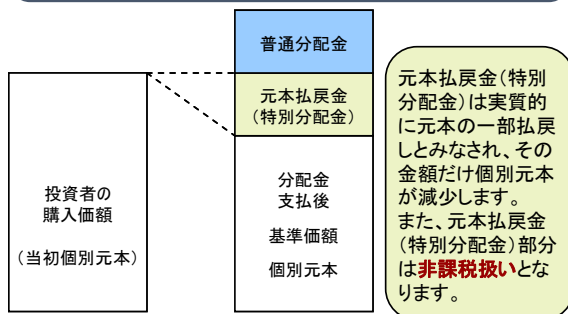 普通分配金
元本払戻金
(特別分配金)
投資者の
購入価額
(当初個別元本)
分配金
支払後
基準価額
個別元本
元本払戻金(特別
分配金)は実質的
に元本の一部払戻
しとみなされ、その
金額だけ個別元本
が減少します。
また、元本払戻金
(特別分配金)部分
は非課税扱いとな
ります。